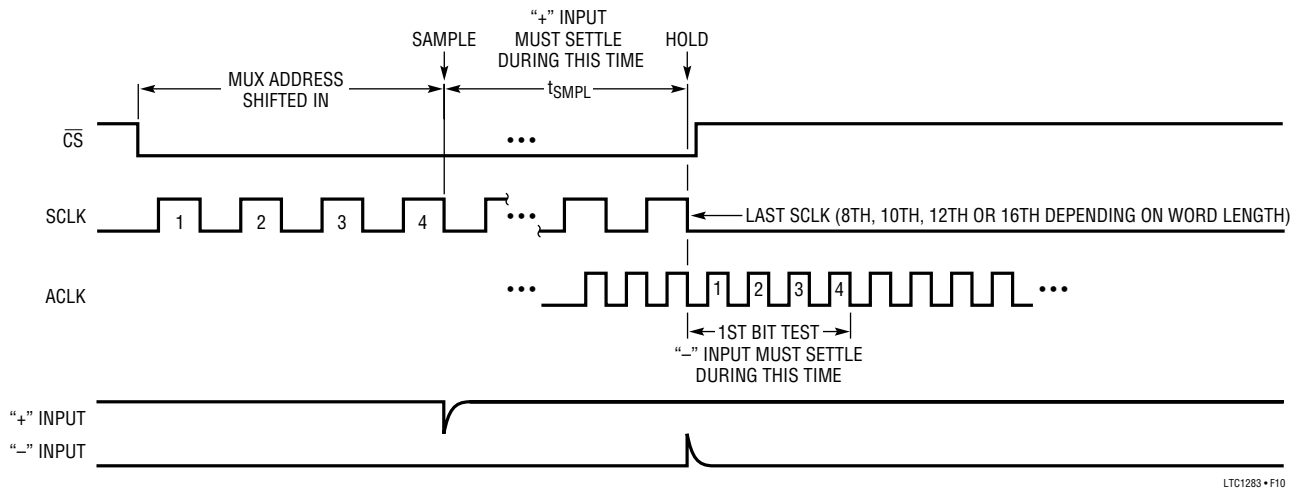 “+” INPUT
MUST SETTLE
DURING THIS TIME
SAMPLE
HOLD
MUX ADDRESS
SHIFTED IN
tSMPL
CS
•••
SCLK
1 2 3 4
•••
LAST SCLK (8TH, 10TH, 12TH OR 16TH DEPENDING ON WORD LENGTH)
ACLK
•••
1 2 3 4
•••
1ST BIT TEST
“–” INPUT MUST SETTLE
DURING THIS TIME
“+” INPUT
“–” INPUT
LTC1283 • F10